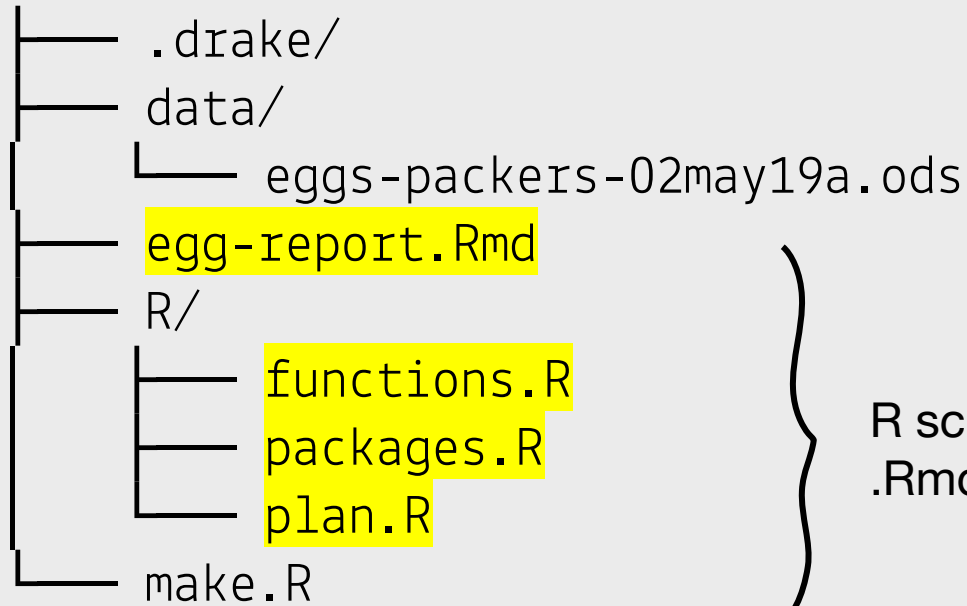 .drake/
data/
eggs-packers-02may19a.ods
egg-report.Rmd
R/
functions.R
packages.R
plan.R
make.R
R